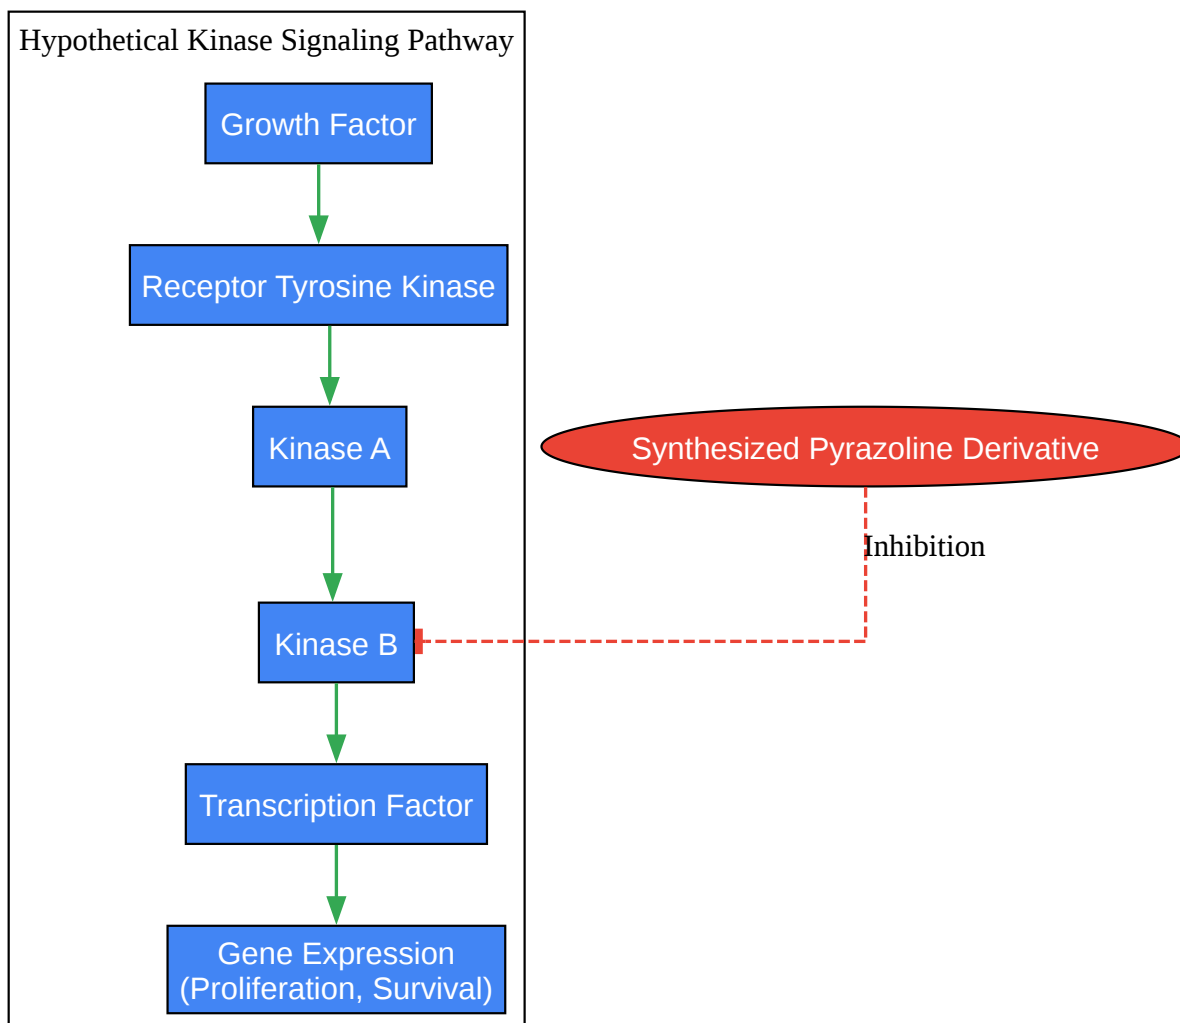 Hypothetical Kinase Signaling Pathway
Growth Factor
Receptor Tyrosine Kinase
Kinase A
Synthesized Pyrazoline Derivative
Inhibition
Kinase B
Transcription Factor
Gene Expression
(Proliferation, Survival)